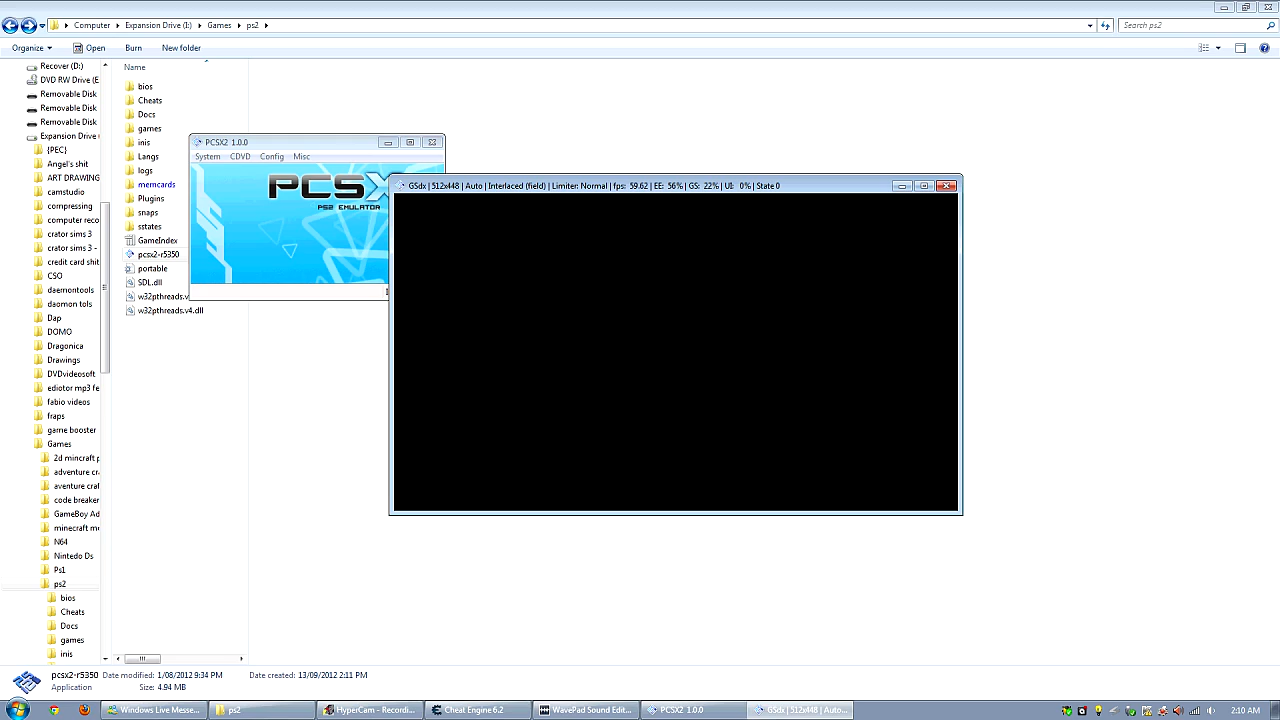 Computer Expansion Drive (I:) Games ps2 Search ps2
Organize Open Burn New folder
Recover (D:)
DVD RW Drive (E
Removable Disk
Removable Disk
Removable Disk
Expansion Drive (
{PEC}
Angel's shit
ART DRAWING
camstudio
compressing
computer reco
crator sims 3
crator sims 3 -
credit card shit
CSO
daemontools
daomon tols
Dap
DOMO
Dragonica
Drawings
DVDvideosoft
ediotor mp3 fe
fabio videos
fraps
game booster
Games
2d mincraft p
adventure cra
aventure craf
code breaker
GameBoy Ad
minecraft mo
N64
Nintedo Ds
Ps1
ps2
bios
Cheats
Docs
games
inis
Name
bios
Cheats
Docs
games
inis
Langs
logs
memcards
Plugins
snaps
sstates
GameIndex
pcsx2-r5350
portable
SDL.dll
w32pthreads.v
w32pthreads.v4.dll
PCSX2 1.0.0
System CDVD Config Misc
PCSX
PS2 EMULATOR
GSdx | 512x448 | Auto | Interlaced (field) | Limiter: Normal | fps: 59.62 | EE: 56% | GS: 22% | UI: 0% | State 0
pcsx2-r5350 Date modified: 1/08/2012 9:34 PM Date created: 13/09/2012 2:11 PM
Application Size: 4.94 MB
Windows Live Messe... ps2 HyperCam - Recordi... Cheat Engine 6.2 WavePad Sound Edit... PCSX2 1.0.0 GSdx | 512x448 | Auto... 2:10 AM